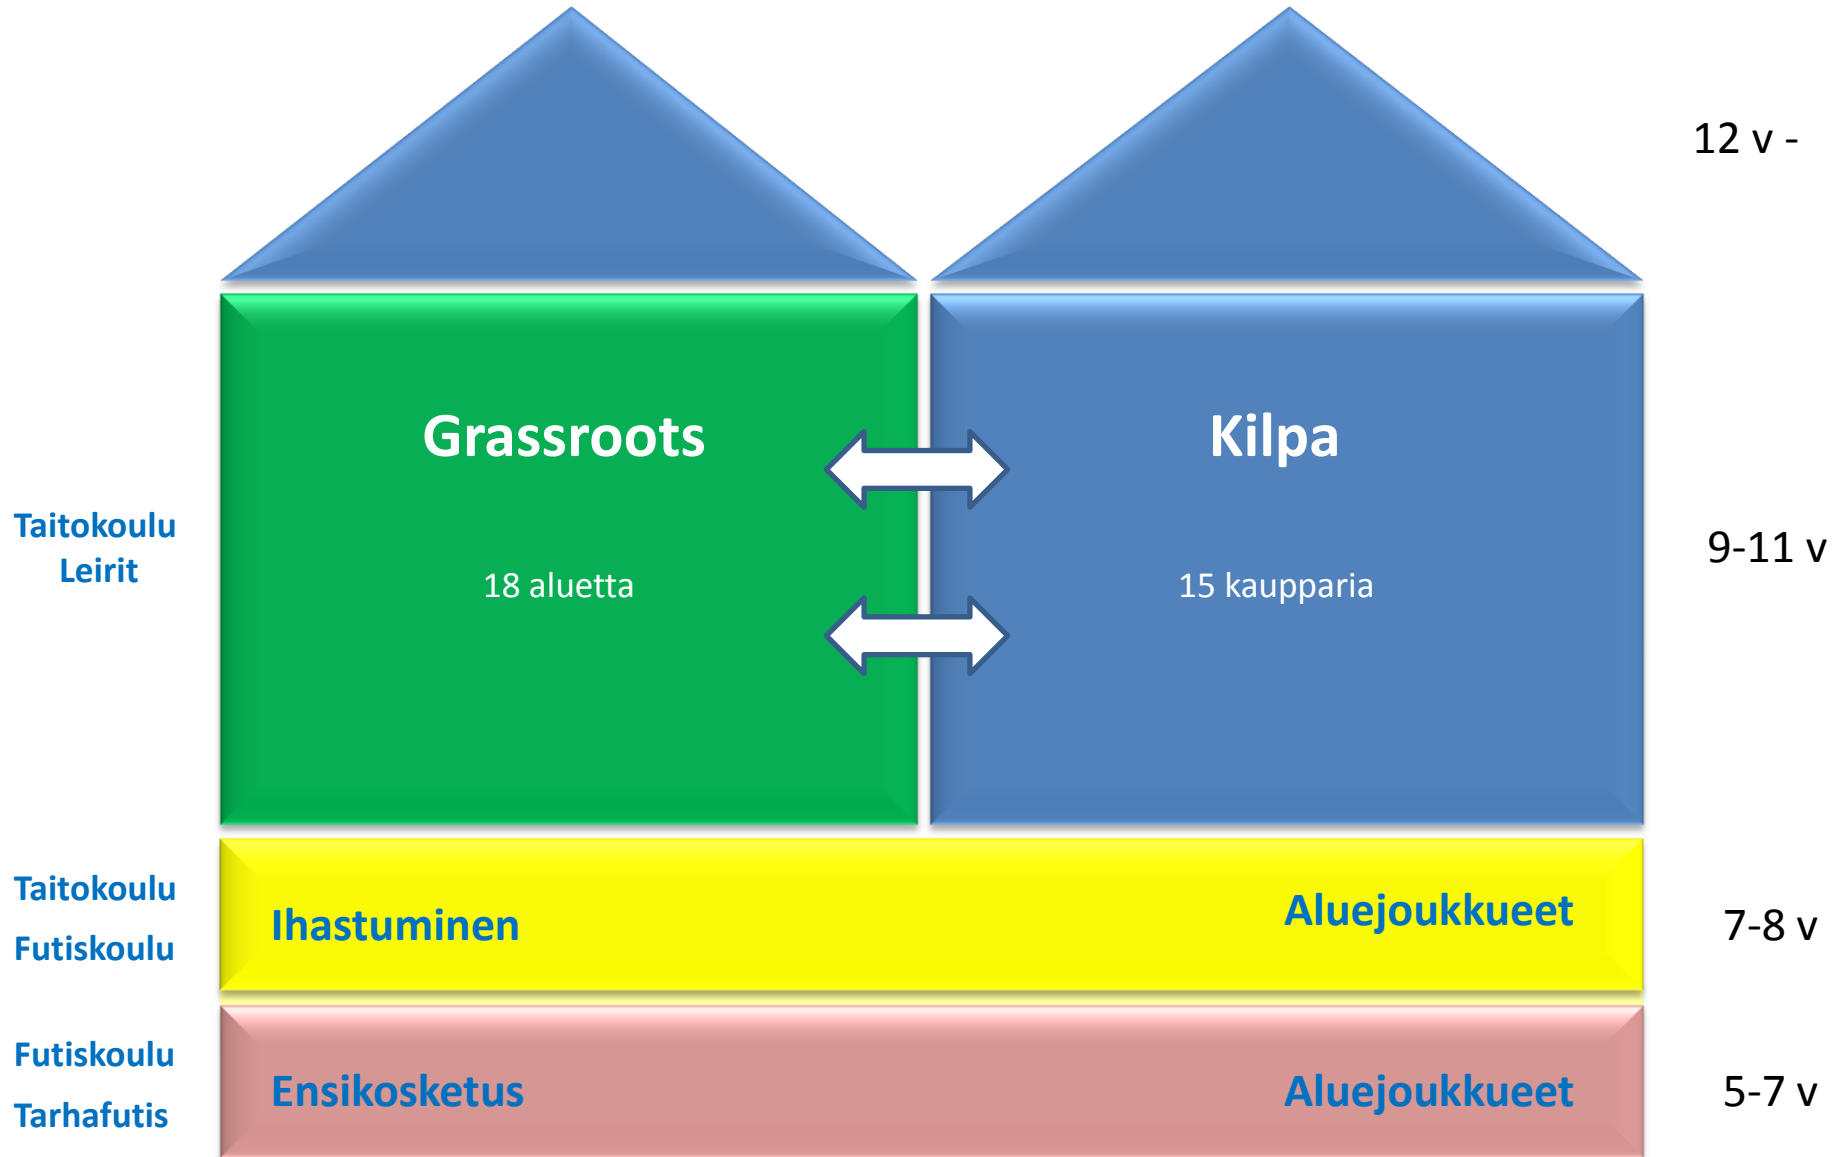 12 v -
Grassroots
Kilpa
Taitokoulu
Leirit
18 aluetta
15 kaupparia
9-11 v
Taitokoulu
Futiskoulu
Ihastuminen
Aluejoukkueet
7-8 v
Futiskoulu
Tarhafutis
Ensikosketus
Aluejoukkueet
5-7 v